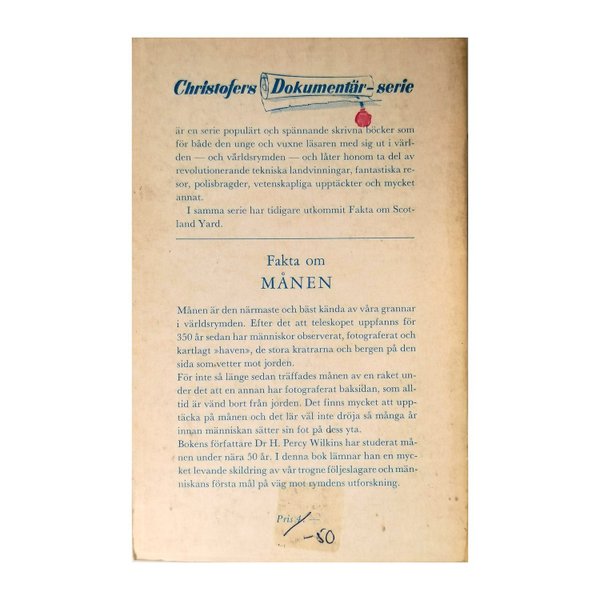 Christofers Dokumentär-serie
är en serie populärt och spännande skrivna böcker som
för både den unge och vuxne läsaren med sig ut i värl-
den — och världsrymden — och låter honom ta del av
revolutionerande tekniska landvinningar, fantastiska re-
sor, polisbragder, vetenskapliga upptäckter och mycket
annat.
I samma serie har tidigare utkommit Fakta om Scot-
land Yard.
Fakta om
MÅNEN
Månen är den närmaste och bäst kända av våra grannar
i världsrymden. Efter det att teleskopet uppfanns för
350 år sedan har människor observerat, fotograferat och
kartlagt »haven», de stora kratrarna och bergen på den
sida som vetter mot jorden.
För inte så länge sedan träffades månen av en raket un-
der det att en annan har fotograferat baksidan, som all-
tid är vänd bort från jorden. Det finns mycket att upp-
täcka på månen och det lär väl inte dröja så många år
innan människan sätter sin fot på dess yta.
Bokens författare Dr H. Percy Wilkins har studerat må-
nen under nära 50 år. I denna bok lämnar han en myc-
ket levande skildring av vår trogne följeslagare och män-
niskans första mål på väg mot rymdens utforskning.
Pris 4: —
-50